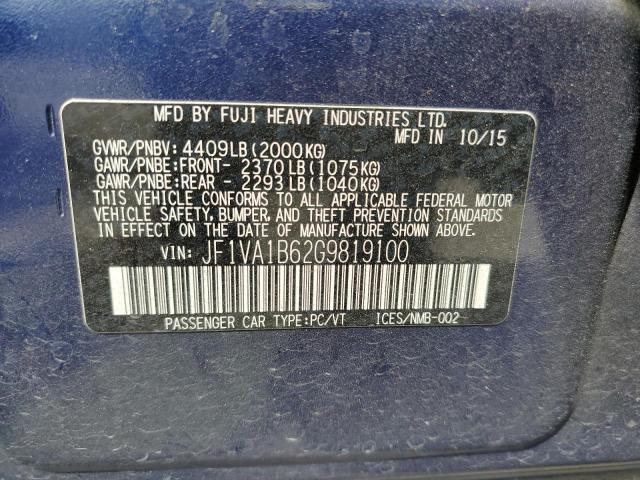 MFD BY FUJI HEAVY INDUSTRIES LTD.
MFD IN 10/15
GVWR/PNBV: 4409LB(2000KG)
GAWR/PNBE:FRONT- 2370LB(1075KG)
GAWR/PNBE:REAR - 2293LB(1040KG)
THIS VEHICLE CONFORMS TO ALL APPLICABLE FEDERAL MOTOR
VEHICLE SAFETY, BUMPER, AND THEFT PREVENTION STANDARDS
IN EFFECT ON THE DATE OF MANUFACTURE SHOWN ABOVE.
VIN: JF1VA1B62G9819100
PASSENGER CAR TYPE:PC/VT ICES/NMB-002